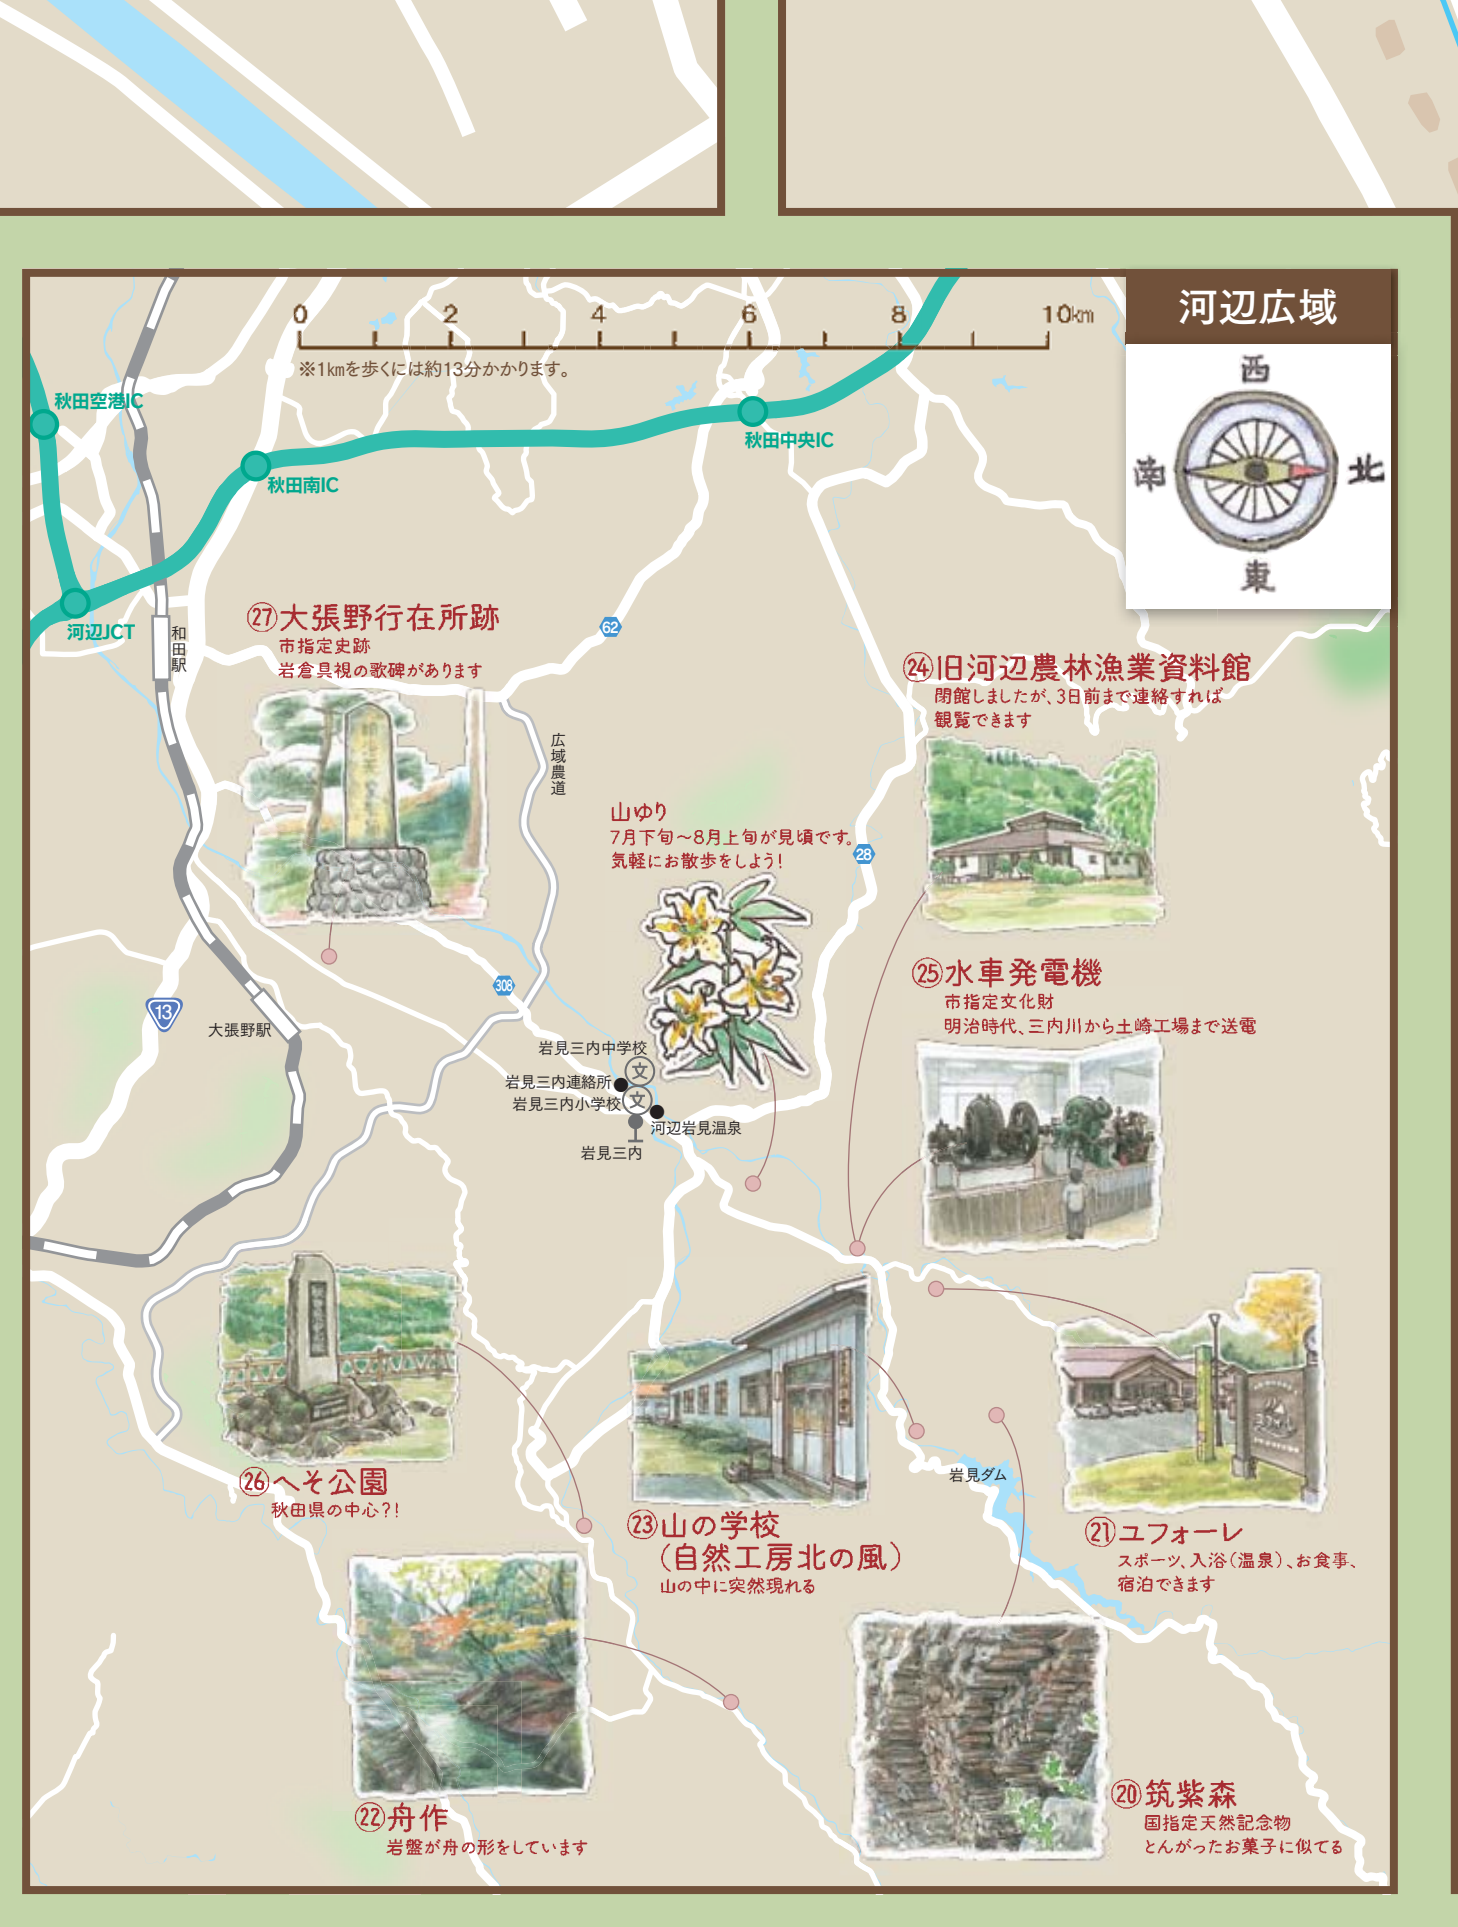 河辺広域
西
南
北
東
0 2 4 6 8 10km
※1kmを歩くには約13分かかります。
秋田空港IC
秋田南IC
秋田中央IC
河辺JCT
和田駅
62
㉗大張野行在所跡
市指定史跡
岩倉具視の歌碑があります
広域農道
㉔旧河辺農林漁業資料館
閉館しましたが、3日前まで連絡すれば
観覧できます
山ゆり
7月下旬～8月上旬が見頃です。
気軽にお散歩をしよう!
28
㉕水車発電機
市指定文化財
明治時代、三内川から土崎工場まで送電
308
13
大張野駅
岩見三内中学校
文
岩見三内連絡所
文
岩見三内小学校
河辺岩見温泉
岩見三内
㉖へそ公園
秋田県の中心?!
㉓山の学校
(自然工房北の風)
山の中に突然現れる
岩見ダム
㉑ユフォーレ
スポーツ、入浴(温泉)、お食事、
宿泊できます
㉒舟作
岩盤が舟の形をしています
⑳筑紫森
国指定天然記念物
とんがったお菓子に似てる